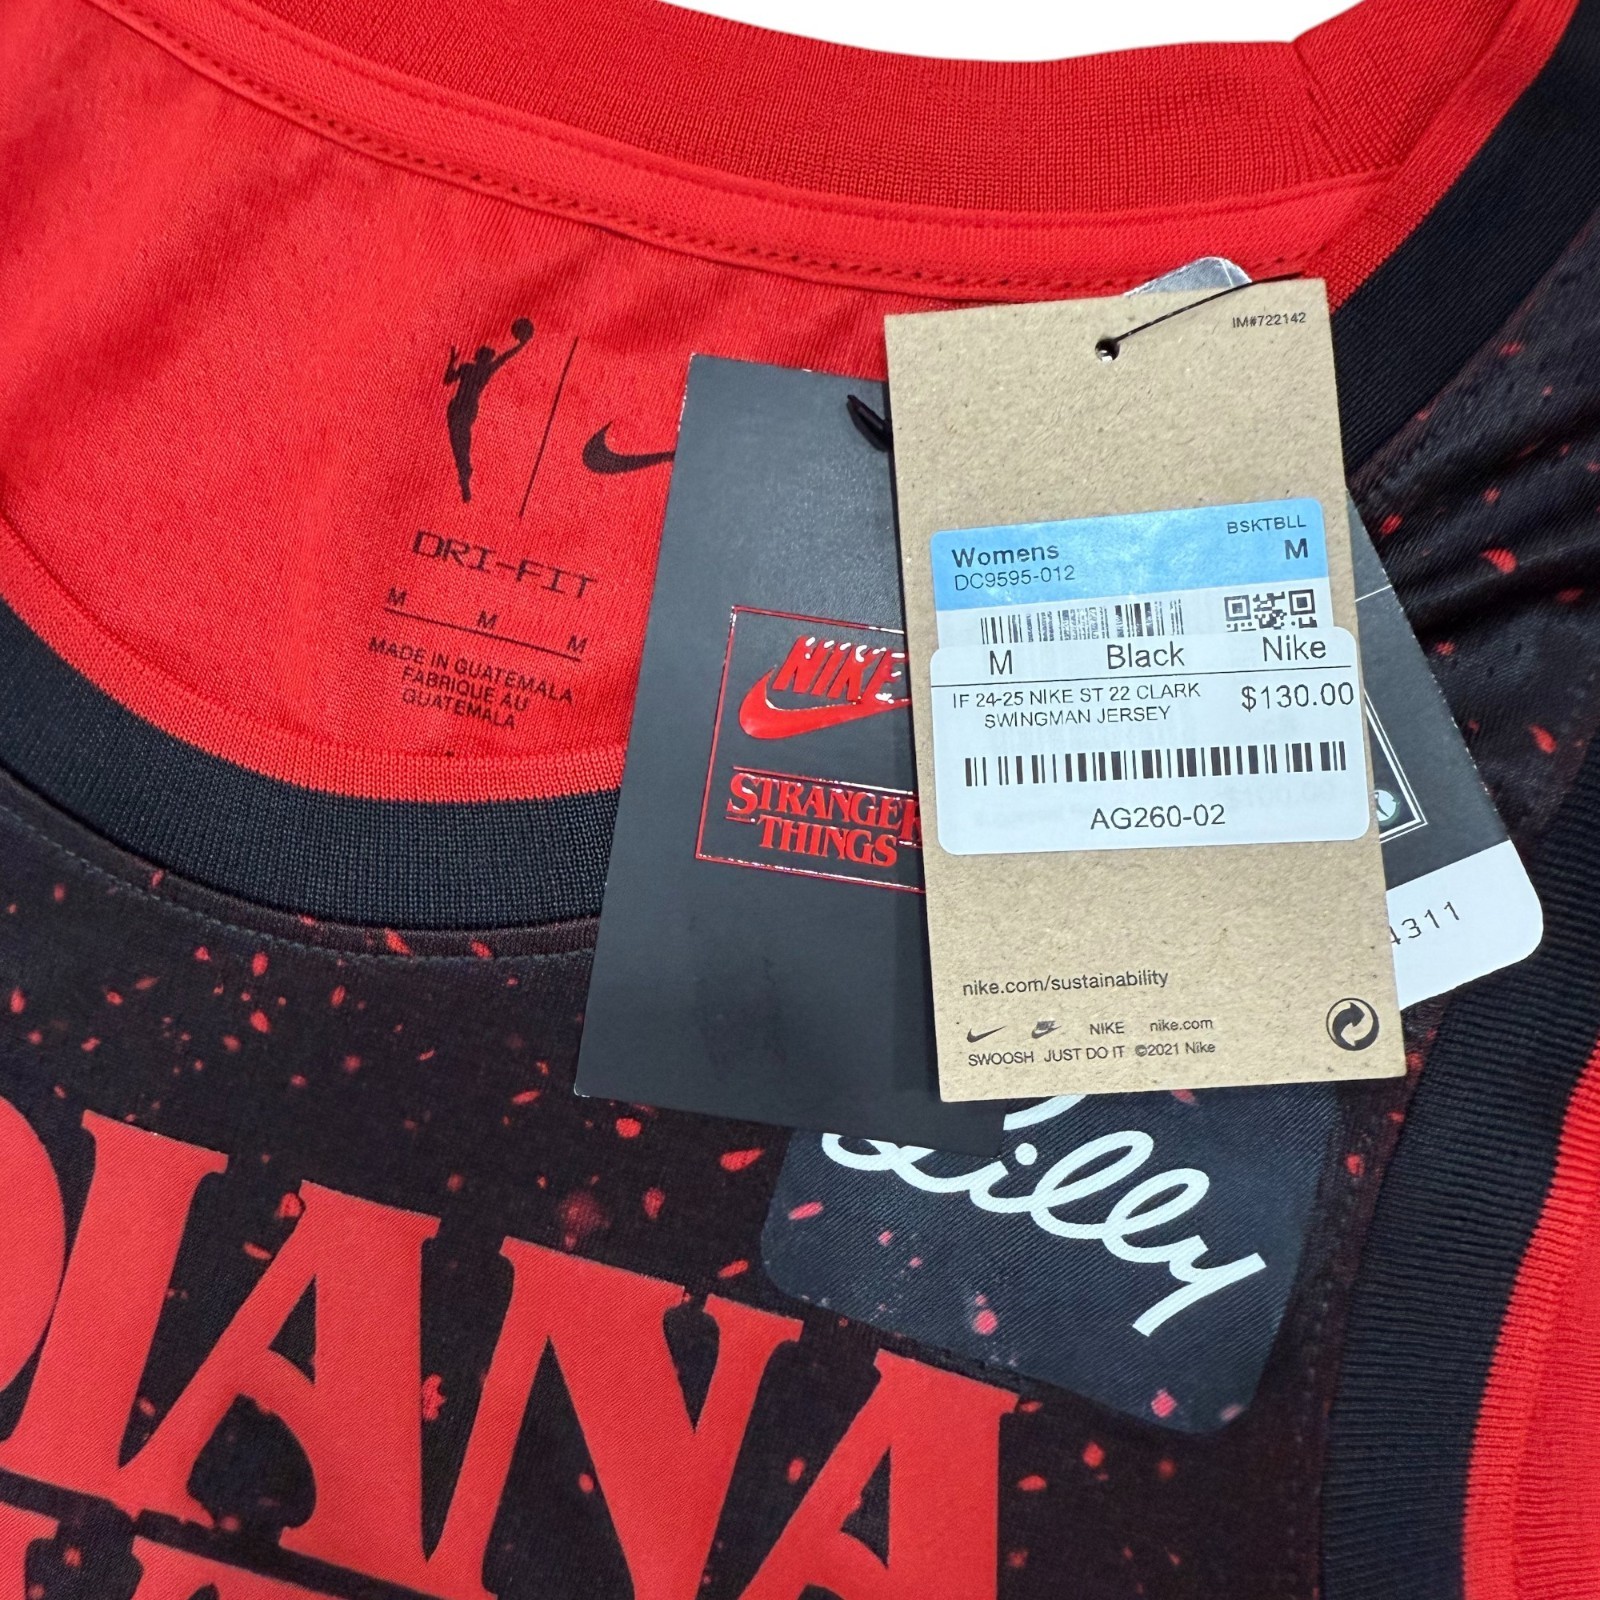 DRI-FIT
M M M
MADE IN GUATEMALA
FABRIQUE AU
GUATEMALA
NIKE
STRANGER
THINGS
IM#722142
BSKTBLL
Womens M
DC9595-012
M Black Nike
IF 24-25 NIKE ST 22 CLARK $130.00
SWINGMAN JERSEY
AG260-02
4311
nike.com/sustainability
NIKE nike.com
SWOOSH JUST DO IT ©2021 Nike
Lilly
DIANA